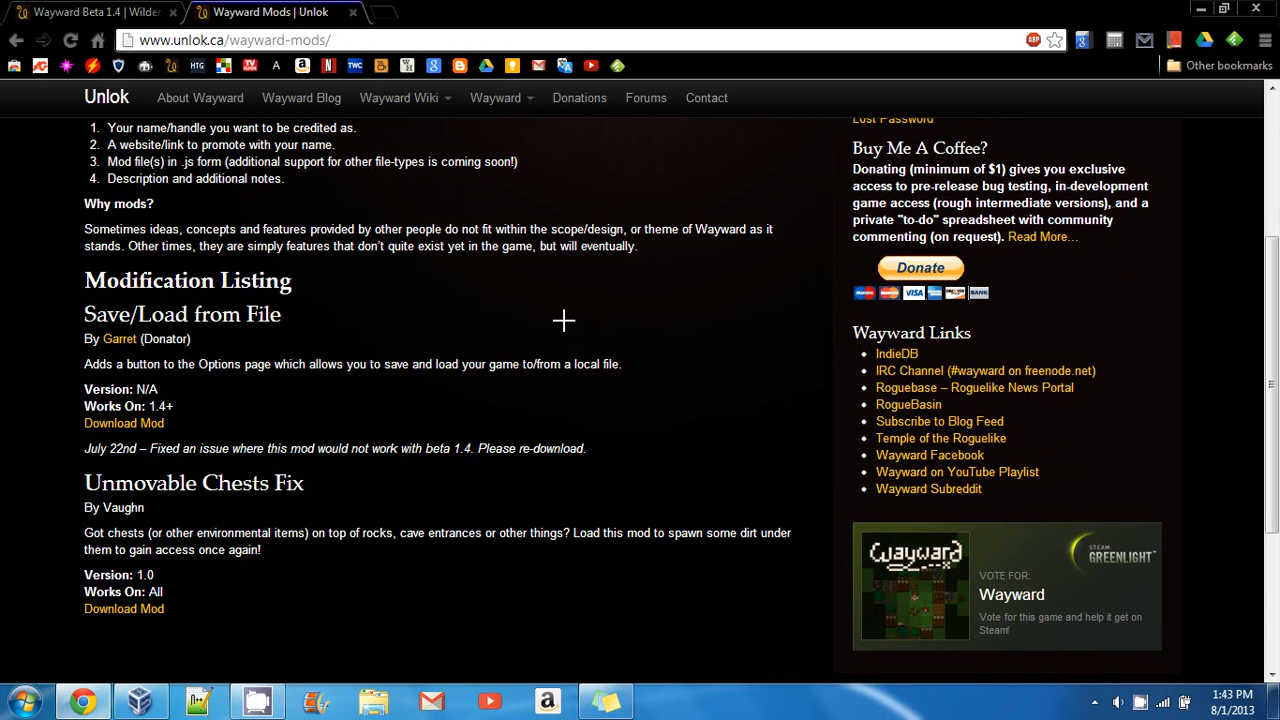 Wayward Beta 1.4 | Wilder
Wayward Mods | Unlok
www.unlok.ca/wayward-mods/
Other bookmarks
Unlok
About Wayward
Wayward Blog
Wayward Wiki
Wayward
Donations
Forums
Contact
1. Your name/handle you want to be credited as.
2. A website/link to promote with your name.
3. Mod file(s) in .js form (additional support for other file-types is coming soon!)
4. Description and additional notes.
Why mods?
Sometimes ideas, concepts and features provided by other people do not fit within the scope/design, or theme of Wayward as it
stands. Other times, they are simply features that don't quite exist yet in the game, but will eventually.
Modification Listing
Save/Load from File
By Garret (Donator)
Adds a button to the Options page which allows you to save and load your game to/from a local file.
Version: N/A
Works On: 1.4+
Download Mod
July 22nd – Fixed an issue where this mod would not work with beta 1.4. Please re-download.
Unmovable Chests Fix
By Vaughn
Got chests (or other environmental items) on top of rocks, cave entrances or other things? Load this mod to spawn some dirt under
them to gain access once again!
Version: 1.0
Works On: All
Download Mod
Lost Password
Buy Me A Coffee?
Donating (minimum of $1) gives you exclusive
access to pre-release bug testing, in-development
game access (rough intermediate versions), and a
private "to-do" spreadsheet with community
commenting (on request). Read More...
Donate
VISA
BANK
Wayward Links
IndieDB
IRC Channel (#wayward on freenode.net)
Roguebase – Roguelike News Portal
RogueBasin
Subscribe to Blog Feed
Temple of the Roguelike
Wayward Facebook
Wayward on YouTube Playlist
Wayward Subreddit
Wayward
STEAM
GREENLIGHT
VOTE FOR:
Wayward
Vote for this game and help it get on
Steam!
1:43 PM
8/1/2013